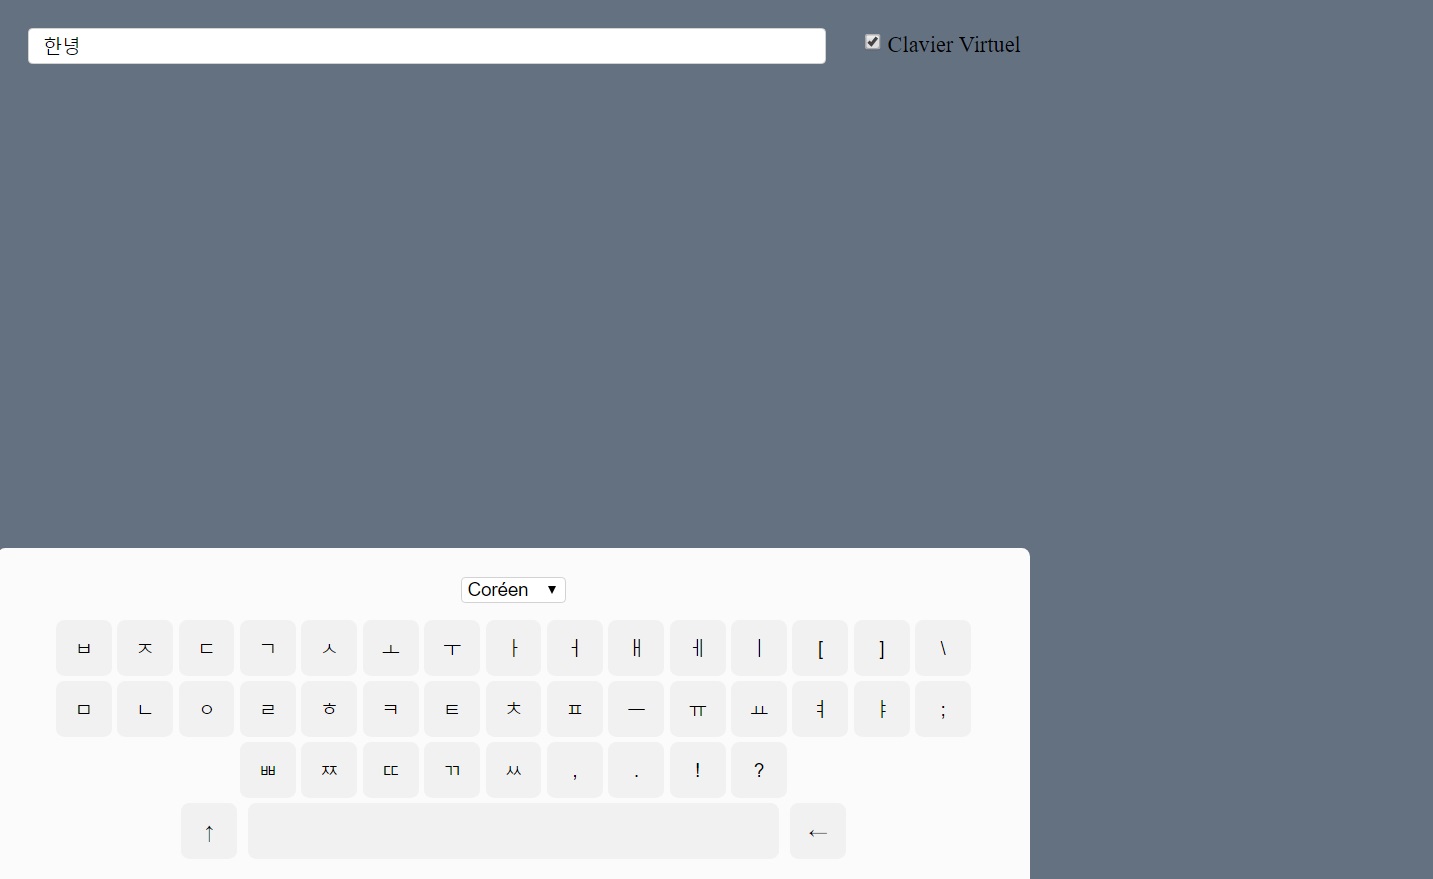 한녕 Clavier Virtuel
Coréen ▼
ㅂ ㅈ ㄷ ㄱ ㅅ ㅗ ㅜ ㅏ ㅓ ㅐ ㅔ ㅣ [ ] \
ㅁ ㄴ ㅇ ㄹ ㅎ ㅋ ㅌ ㅊ ㅍ ㅡ ㅠ ㅛ ㅕ ㅑ ;
ㅃ ㅉ ㄸ ㄲ ㅆ , . ! ?
↑ ←